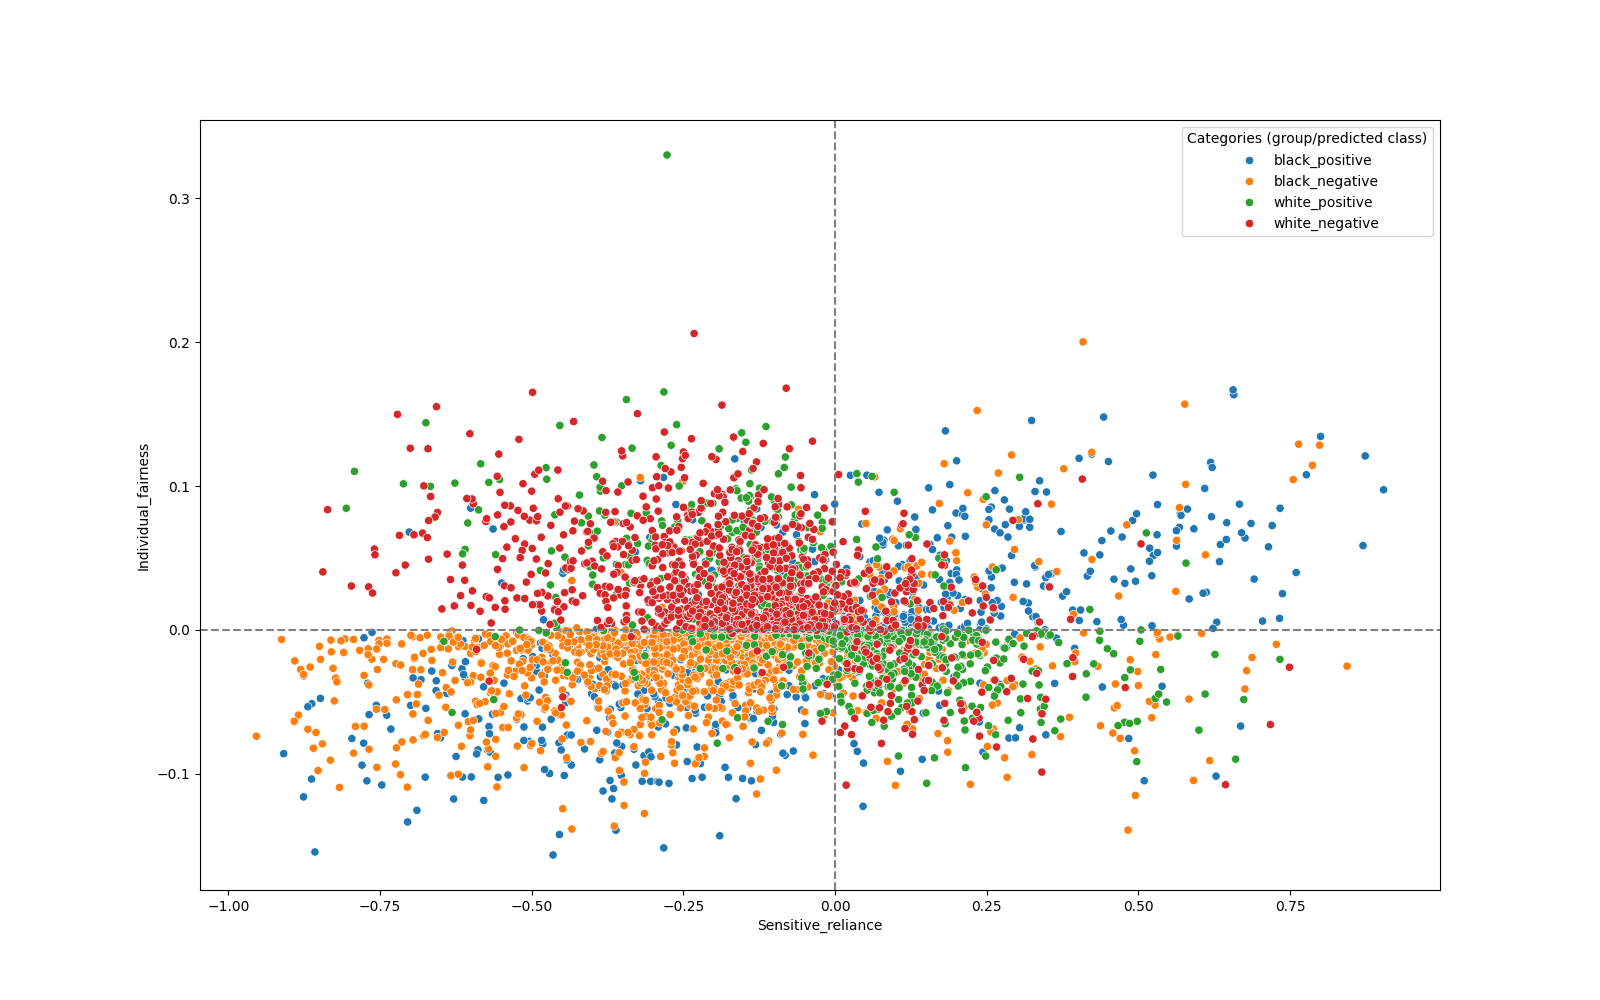 Categories (group/predicted class)
black_positive
black_negative
white_positive
white_negative
0.3
0.2
0.1
0.0
−0.1
Individual_fairness
−1.00 −0.75 −0.50 −0.25 0.00 0.25 0.50 0.75
Sensitive_reliance